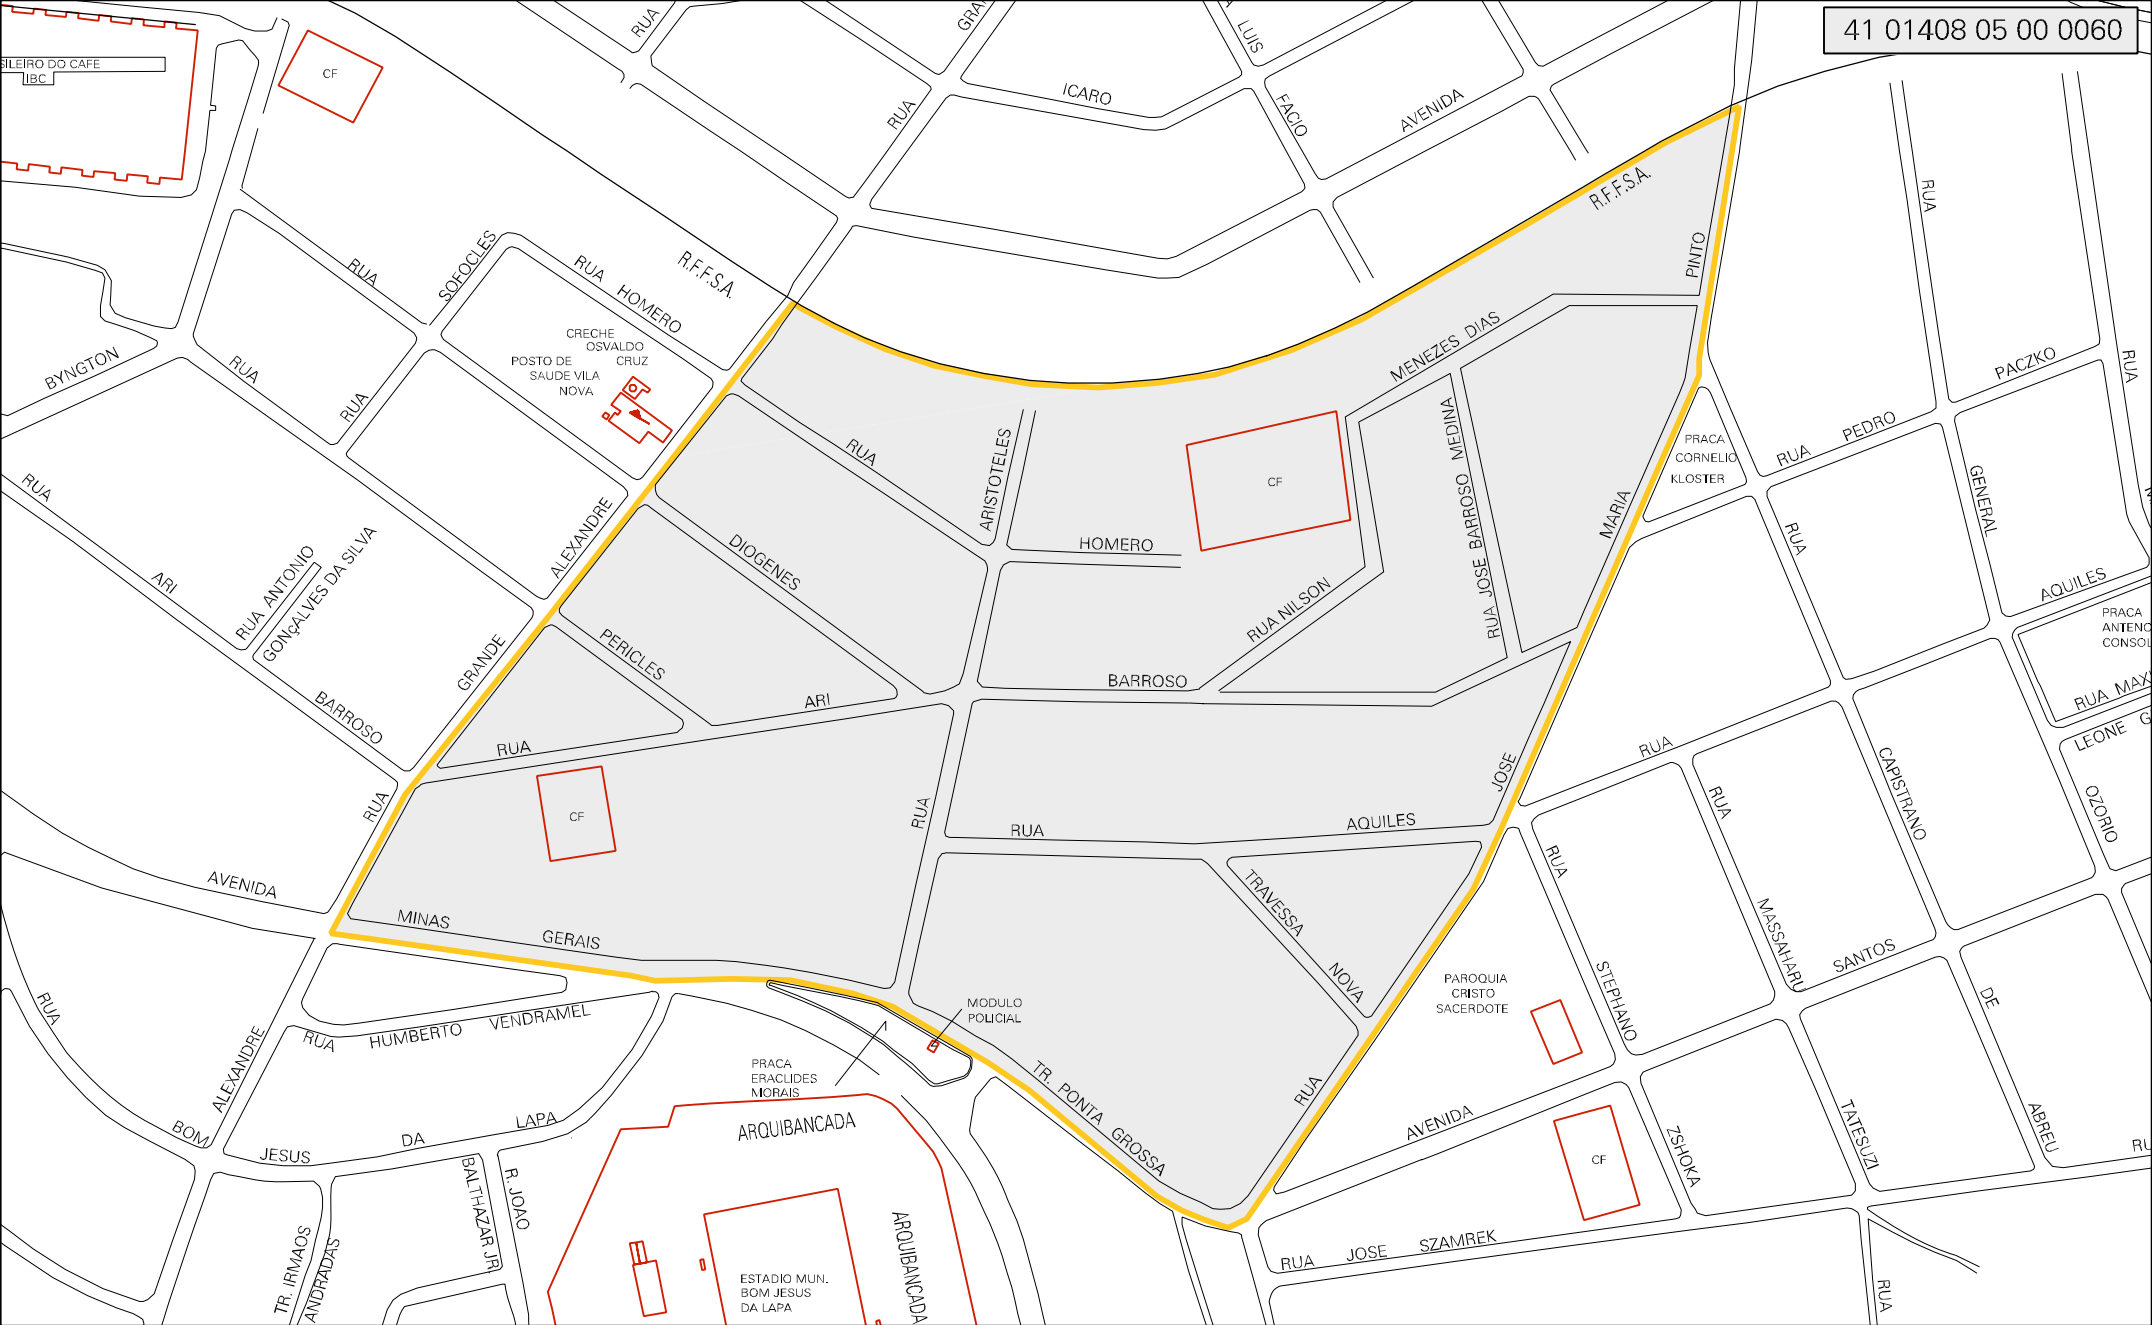 41 01408 05 00 0060
SILEIRO DO CAFE
IBC
CF
RUA
RUA
LUIS
FACIO
ICARO
AVENIDA
R.F.F.S.A.
R.F.F.S.A.
PINTO
RUA
SOFOCLES
RUA
RUA HOMERO
CRECHE
OSVALDO
CRUZ
POSTO DE
SAUDE VILA
NOVA
BYNGTON
RUA
RUA
MENEZES DIAS
PACZKO
RUA
RUA PEDRO
PRACA
CORNELIO
KLOSTER
RUA
ARISTOTELES
CF
RUA JOSE BARROSO MEDINA
MARIA
GENERAL
RUA
RUA
ARI
RUA ANTONIO
GONÇALVES DA SILVA
BARROSO
ALEXANDRE
GRANDE
RUA
DIOGENES
HOMERO
RUA NILSON
AQUILES
PRACA
PERICLES
BARROSO
ARI
RUA
RUA
LEONE
CF
RUA
RUA
AQUILES
JOSE
RUA
RUA
CAPISTRANO
OZORIO
AVENIDA
MINAS
GERAIS
TRAVESSA
NOVA
RUA
STEPHANO
MASSAHARU
SANTOS
PAROQUIA
CRISTO
SACERDOTE
DE
RUA
ALEXANDRE
RUA HUMBERTO VENDRAMEL
MODULO
POLICIAL
PRACA
ERACLIDES
MORAIS
TR. PONTA GROSSA
RUA
AVENIDA
ZSHOKA
TATESUZI
ABREU
BOM JESUS DA LAPA
ARQUIBANCADA
CF
BALTHAZAR JR.
R. JOAO
TR. IRMAOS
ANDRADAS
ARQUIBANCADA
ESTADIO MUN.
BOM JESUS
DA LAPA
RUA JOSE SZAMREK
RUA